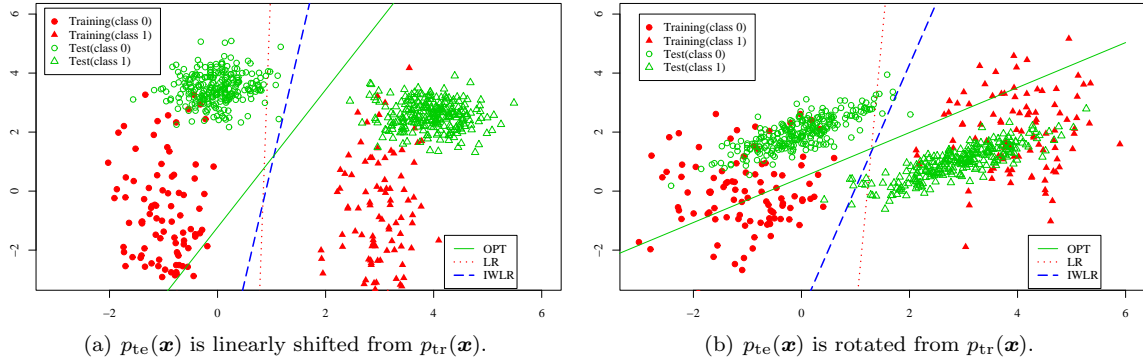 Training(class 0)
Training(class 1)
Test(class 0)
Test(class 1)
6
4
2
0
−2
OPT
LR
IWLR
−2 0 2 4 6
(a) pte(x) is linearly shifted from ptr(x).
Training(class 0)
Training(class 1)
Test(class 0)
Test(class 1)
6
4
2
0
−2
OPT
LR
IWLR
−2 0 2 4 6
(b) pte(x) is rotated from ptr(x).